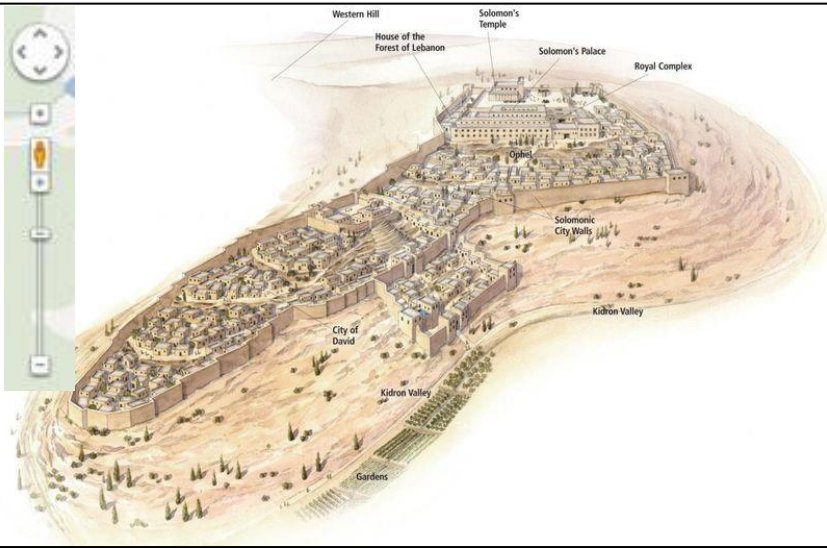 Western Hill
Solomon's
Temple
House of the
Forest of Lebanon
Solomon's Palace
Royal Complex
Ophel
Solomonic
City Walls
Kidron Valley
City of
David
Kidron Valley
Gardens